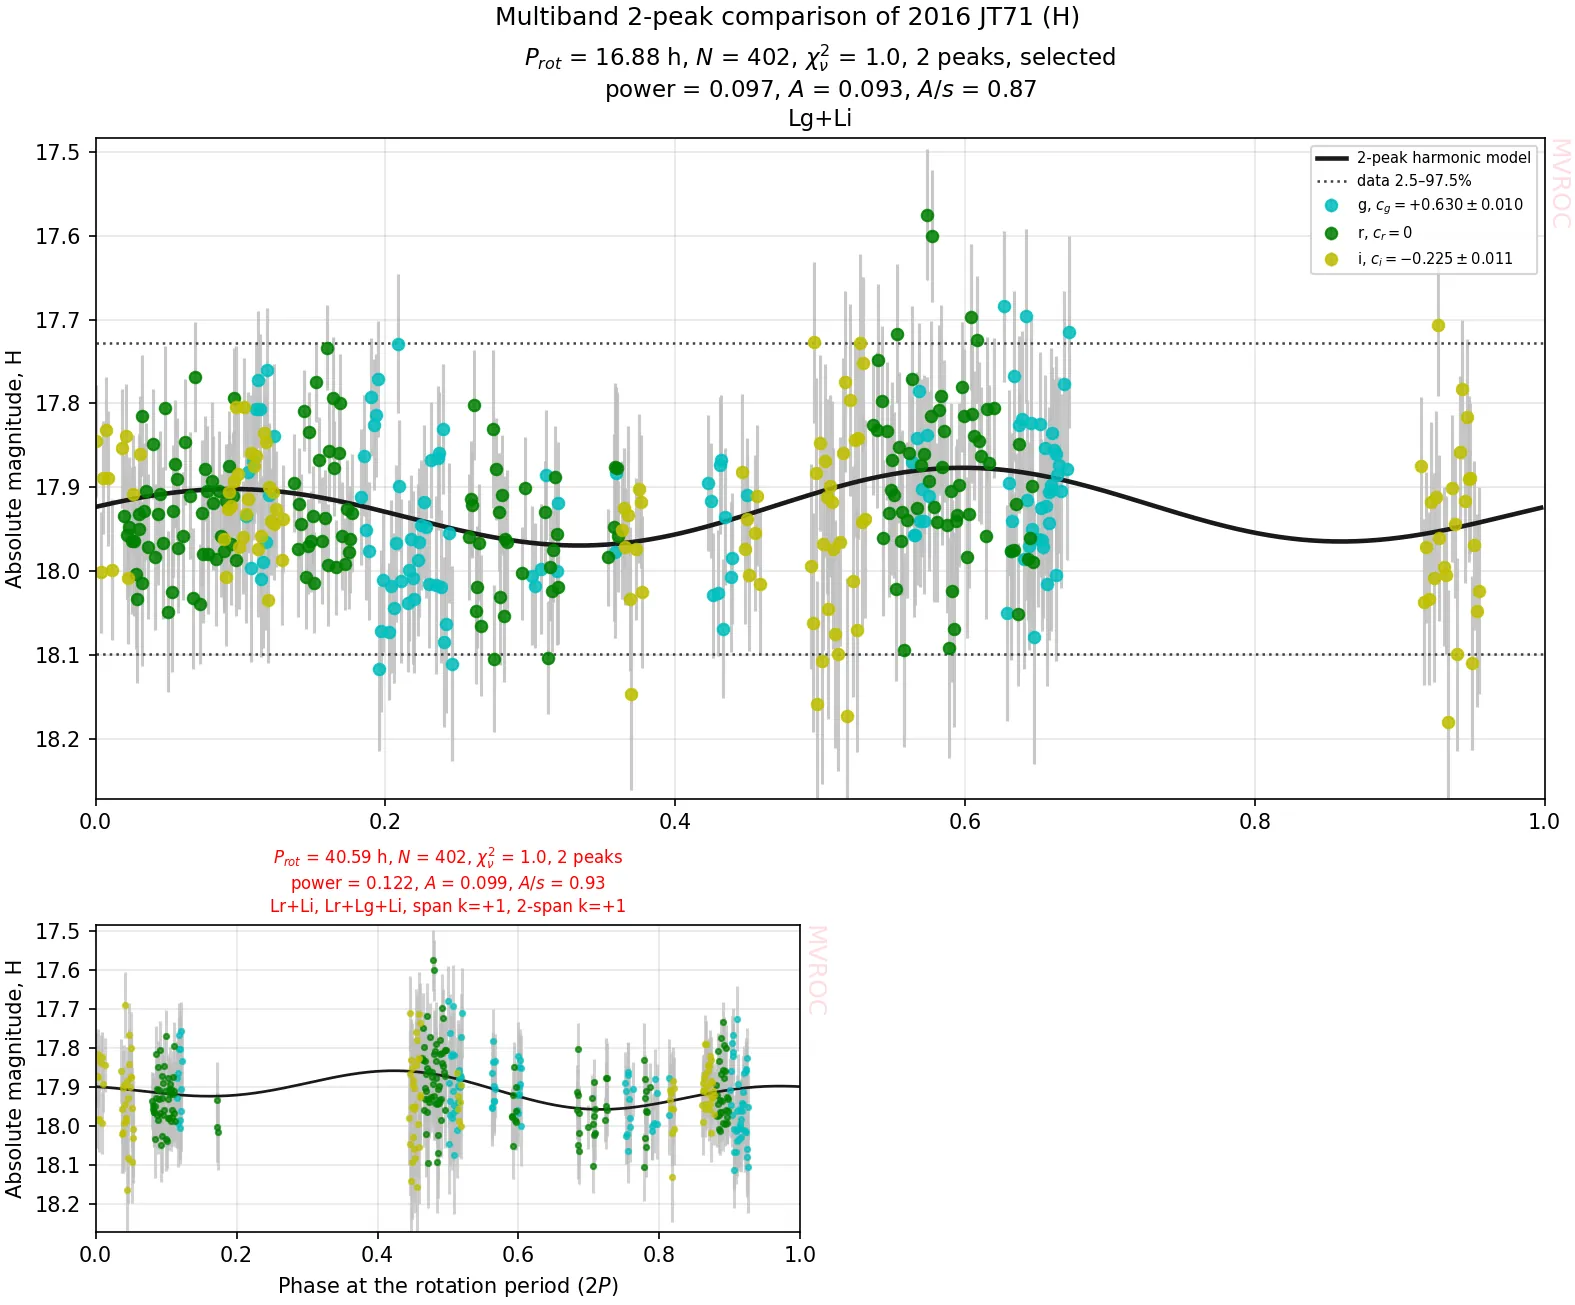 Multiband 2-peak comparison of 2016 JT71 (H)
P_rot = 16.88 h, N = 402, χ²_ν = 1.0, 2 peaks, selected
power = 0.097, A = 0.093, A/s = 0.87
Lg+Li
2-peak harmonic model
data 2.5–97.5%
g, c_g = +0.630 ± 0.010
r, c_r = 0
i, c_i = −0.225 ± 0.011
MVROC
Absolute magnitude, H
17.5
17.6
17.7
17.8
17.9
18.0
18.1
18.2
0.0 0.2 0.4 0.6 0.8 1.0
P_rot = 40.59 h, N = 402, χ²_ν = 1.0, 2 peaks
power = 0.122, A = 0.099, A/s = 0.93
Lr+Li, Lr+Lg+Li, span k=+1, 2-span k=+1
MVROC
Absolute magnitude, H
17.5
17.6
17.7
17.8
17.9
18.0
18.1
18.2
0.0 0.2 0.4 0.6 0.8 1.0
Phase at the rotation period (2P)